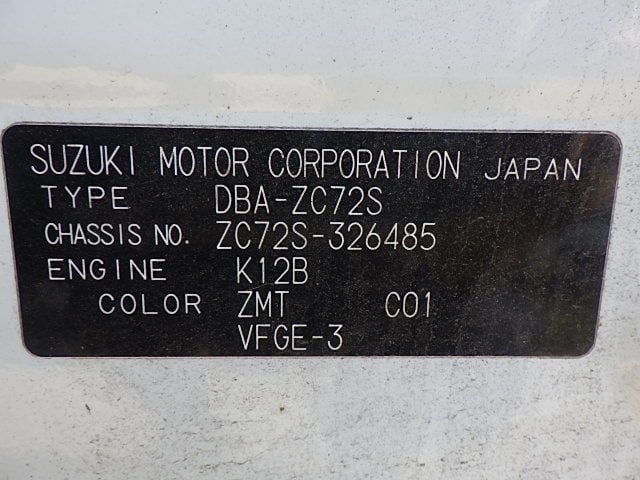 SUZUKI MOTOR CORPORATION JAPAN
TYPE DBA-ZC72S
CHASSIS NO. ZC72S-326485
ENGINE K12B
COLOR ZMT C01
VFGE-3